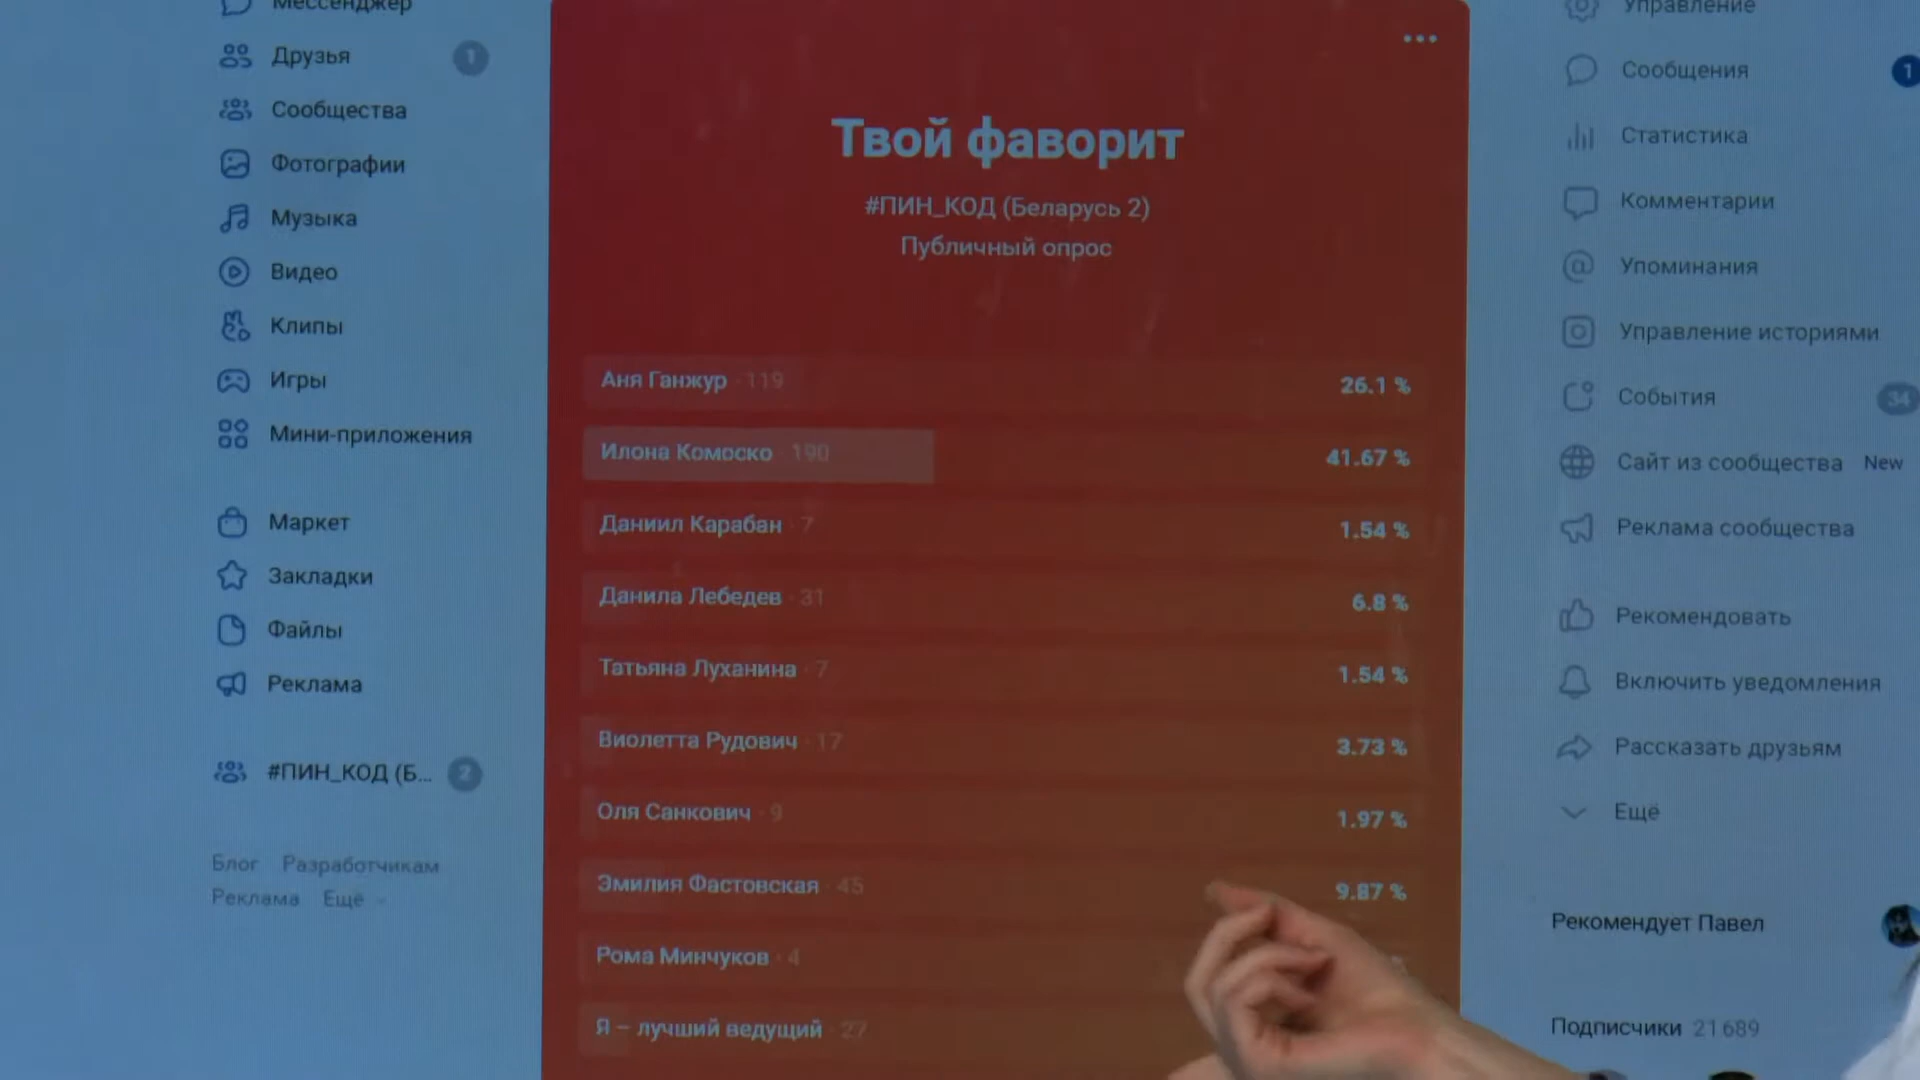 Мессенджер
Друзья 1
Сообщества
Фотографии
Музыка
Видео
Клипы
Игры
Мини-приложения
Маркет
Закладки
Файлы
Реклама
#ПИН_КОД (Б... 2
Блог Разработчикам
Реклама Ещё
Твой фаворит
#ПИН_КОД (Беларусь 2)
Публичный опрос
Аня Ганжур · 119 26.1 %
Илона Комоско · 190 41.67 %
Даниил Карабан · 7 1.54 %
Данила Лебедев · 31 6.8 %
Татьяна Луханина · 7 1.54 %
Виолетта Рудович · 17 3.73 %
Оля Санкович · 9 1.97 %
Эмилия Фастовская · 45 9.87 %
Рома Минчуков · 4 %
Я – лучший ведущий · 27
Управление
Сообщения 1
Статистика
Комментарии
Упоминания
Управление историями
События 34
Сайт из сообщества New
Реклама сообщества
Рекомендовать
Включить уведомления
Рассказать друзьям
Ещё
Рекомендует Павел
Подписчики 21 689